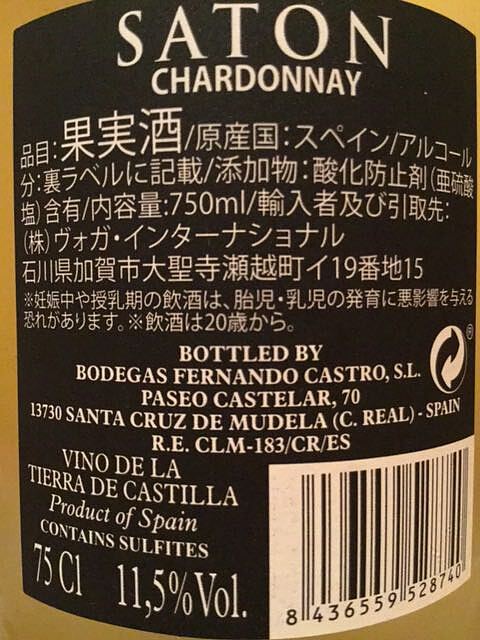 SATON
CHARDONNAY
品目:果実酒/原産国:スペイン/アルコール
分:裏ラベルに記載/添加物:酸化防止剤(亜硫酸
塩)含有/内容量:750ml/輸入者及び引取先:
(株)ヴォガ・インターナショナル
石川県加賀市大聖寺瀬越町イ19番地15
※妊娠中や授乳期の飲酒は、胎児・乳児の発育に悪影響を与える
恐れがあります。※飲酒は20歳から。
BOTTLED BY
BODEGAS FERNANDO CASTRO, S.L.
PASEO CASTELAR, 70
13730 SANTA CRUZ DE MUDELA (C. REAL) - SPAIN
R.E. CLM-183/CR/ES
VINO DE LA
TIERRA DE CASTILLA
Product of Spain
CONTAINS SULFITES
75 Cl 11,5% Vol.
8 436559 528740
®